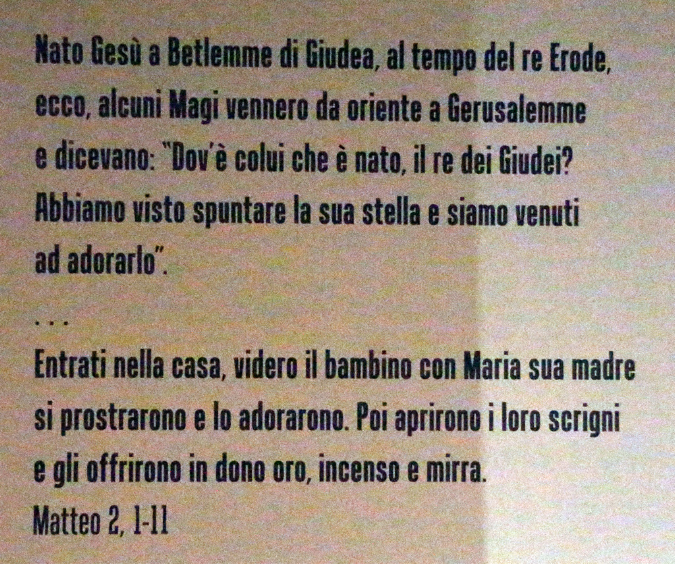 Nato Gesù a Betlemme di Giudea, al tempo del re Erode,
ecco, alcuni Magi vennero da oriente a Gerusalemme
e dicevano: "Dov'è colui che è nato, il re dei Giudei?
Abbiamo visto spuntare la sua stella e siamo venuti
ad adorarlo".
...
Entrati nella casa, videro il bambino con Maria sua madre
si prostrarono e lo adorarono. Poi aprirono i loro scrigni
e gli offrirono in dono oro, incenso e mirra.
Matteo 2, 1-11